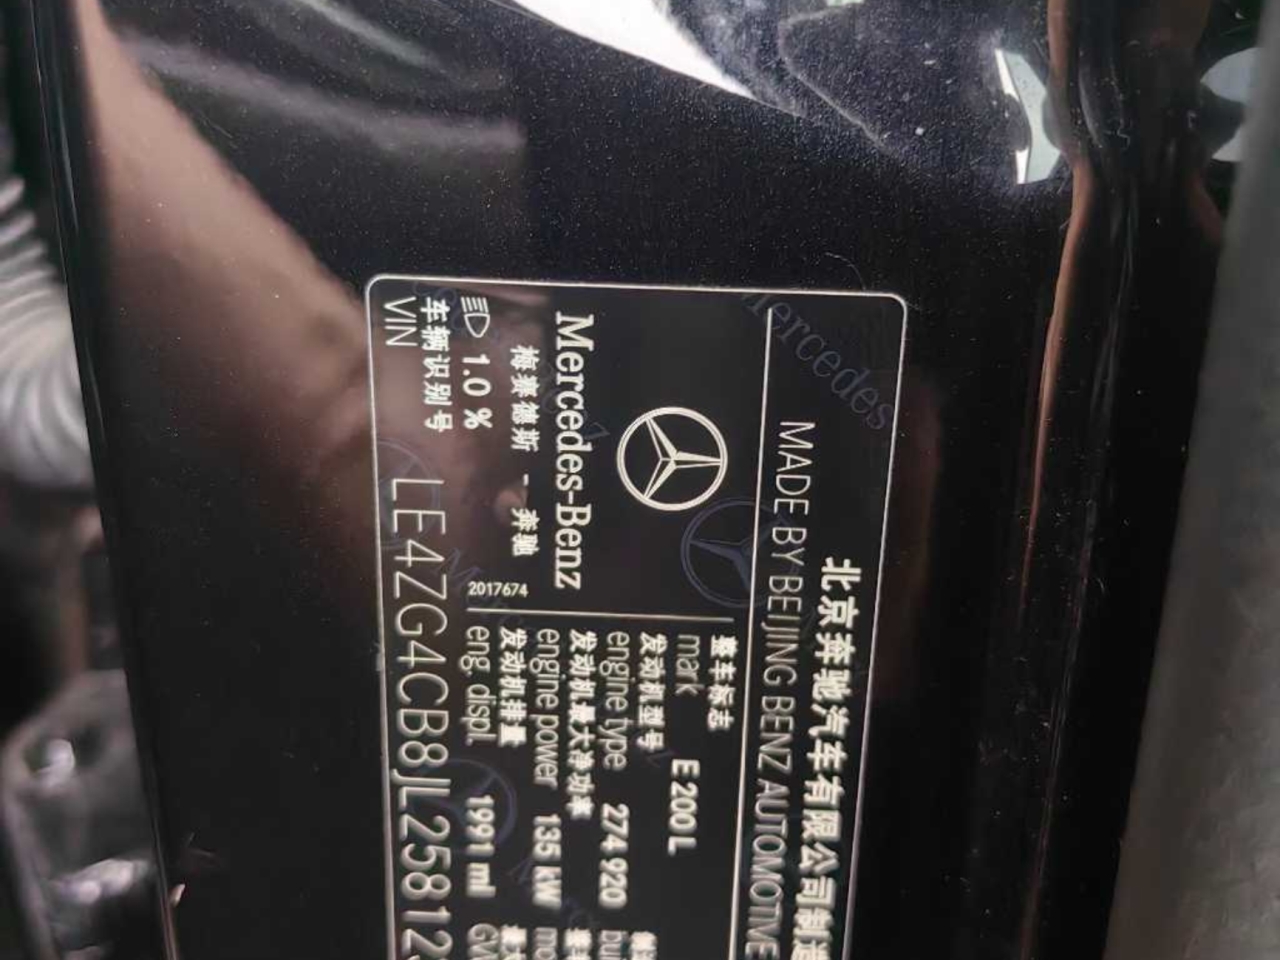 北京奔驰汽车有限公司制造
MADE BY BEIJING BENZ AUTOMOTIVE
Mercedes-Benz
梅赛德斯 - 奔驰
1.0 %
2017674
整车标志
mark E 200 L
发动机型号
engine type 274 920
发动机最大净功率
engine power 135 kW
发动机排量
eng. displ. 1991 ml
车辆识别号
VIN LE4ZG4CB8JL25812
Mercedes